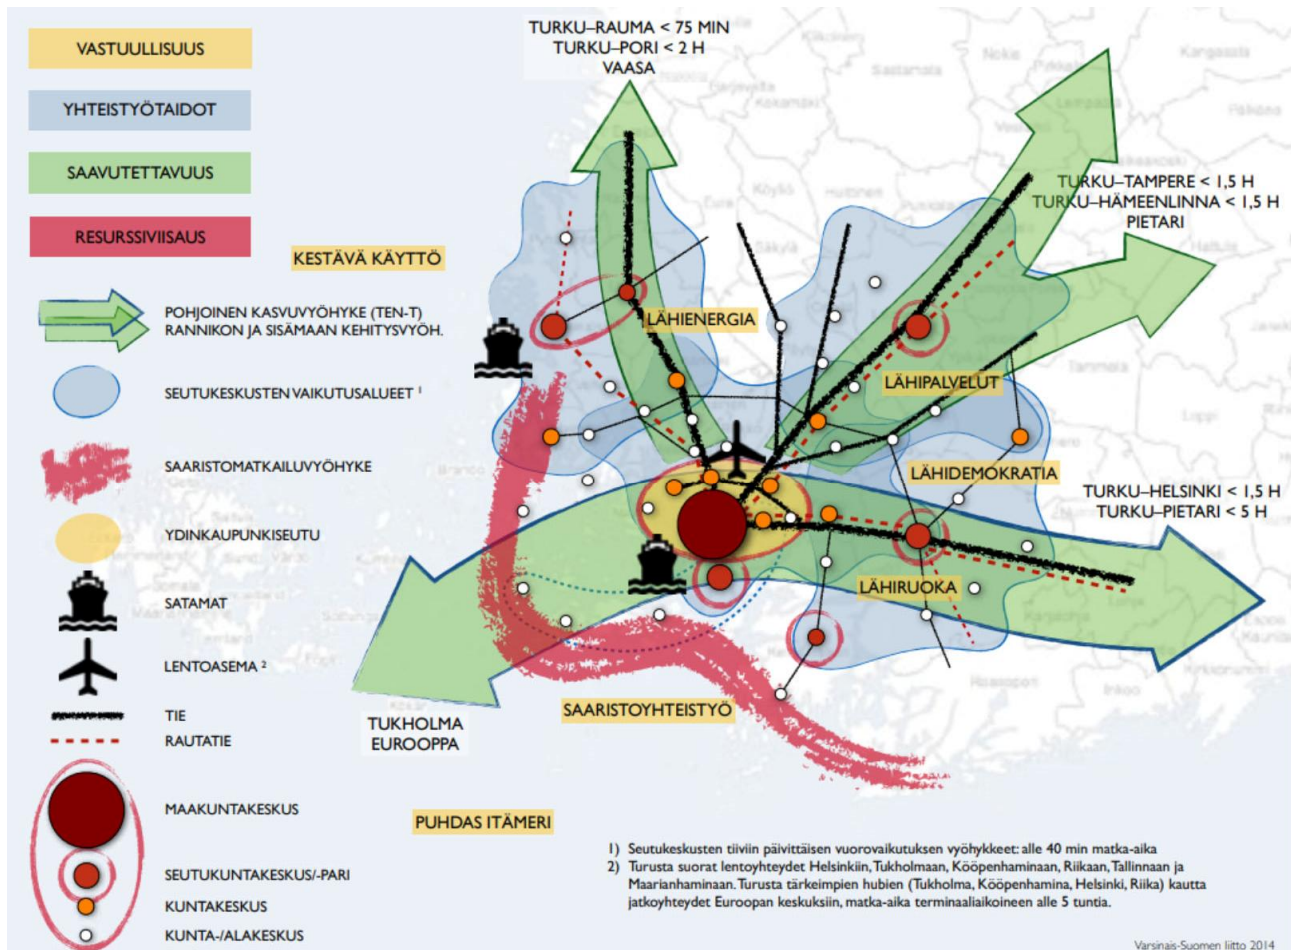 VASTUULLISUUS
YHTEISTYÖTAIDOT
SAAVUTETTAVUUS
RESURSSIVIISAUS
POHJOINEN KASVUVYÖHYKE (TEN-T)
RANNIKON JA SISÄMAAN KEHITYSVYÖH.
SEUTUKESKUSTEN VAIKUTUSALUEET 1
SAARISTOMATKAILUVYÖHYKE
YDINKAUPUNKISEUTU
SATAMAT
LENTOASEMA 2
TIE
RAUTATIE
MAAKUNTAKESKUS
SEUTUKUNTAKESKUS/-PARI
KUNTAKESKUS
KUNTA-/ALAKESKUS
TURKU–RAUMA < 75 MIN
TURKU–PORI < 2 H
VAASA
TURKU–TAMPERE < 1,5 H
TURKU–HÄMEENLINNA < 1,5 H
PIETARI
KESTÄVÄ KÄYTTÖ
LÄHIENERGIA
LÄHIPALVELUT
LÄHIDEMOKRATIA
TURKU–HELSINKI < 1,5 H
TURKU–PIETARI < 5 H
LÄHIRUOKA
SAARISTOYHTEISTYÖ
TUKHOLMA
EUROOPPA
PUHDAS ITÄMERI
1) Seutukeskusten tiiviin päivittäisen vuorovaikutuksen vyöhykkeet: alle 40 min matka-aika
2) Turusta suorat lentoyhteydet Helsinkiin, Tukholmaan, Kööpenhaminaan, Riikaan, Tallinnaan ja
Maarianhaminaan. Turusta tärkeimpien hubien (Tukholma, Kööpenhamina, Helsinki, Riika) kautta
jatkoyhteydet Euroopan keskuksiin, matka-aika terminaaliaikoineen alle 5 tuntia.
Varsinais-Suomen liitto 2014